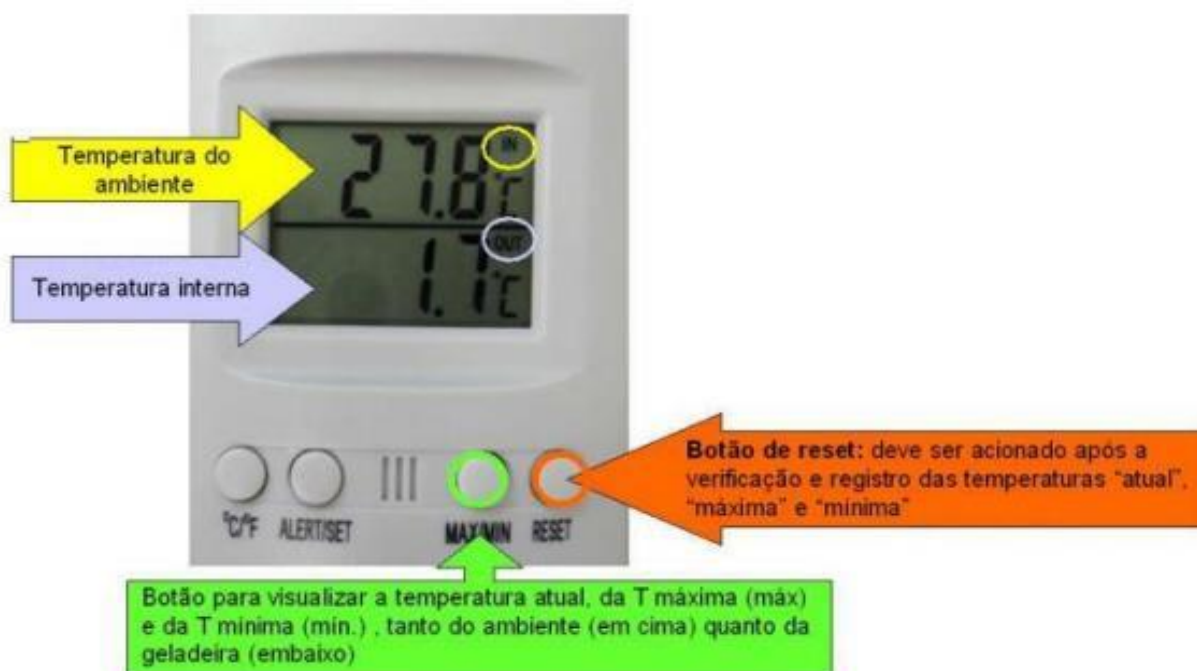 Temperatura do
ambiente
27.8 °C IN
Temperatura interna
1.7 °C OUT
°C/°F
ALERT/SET
MAX/MIN
RESET
Botão de reset: deve ser acionado após a
verificação e registro das temperaturas "atual",
"máxima" e "mínima"
Botão para visualizar a temperatura atual, da T máxima (máx)
e da T mínima (mín.) , tanto do ambiente (em cima) quanto da
geladeira (embaixo)